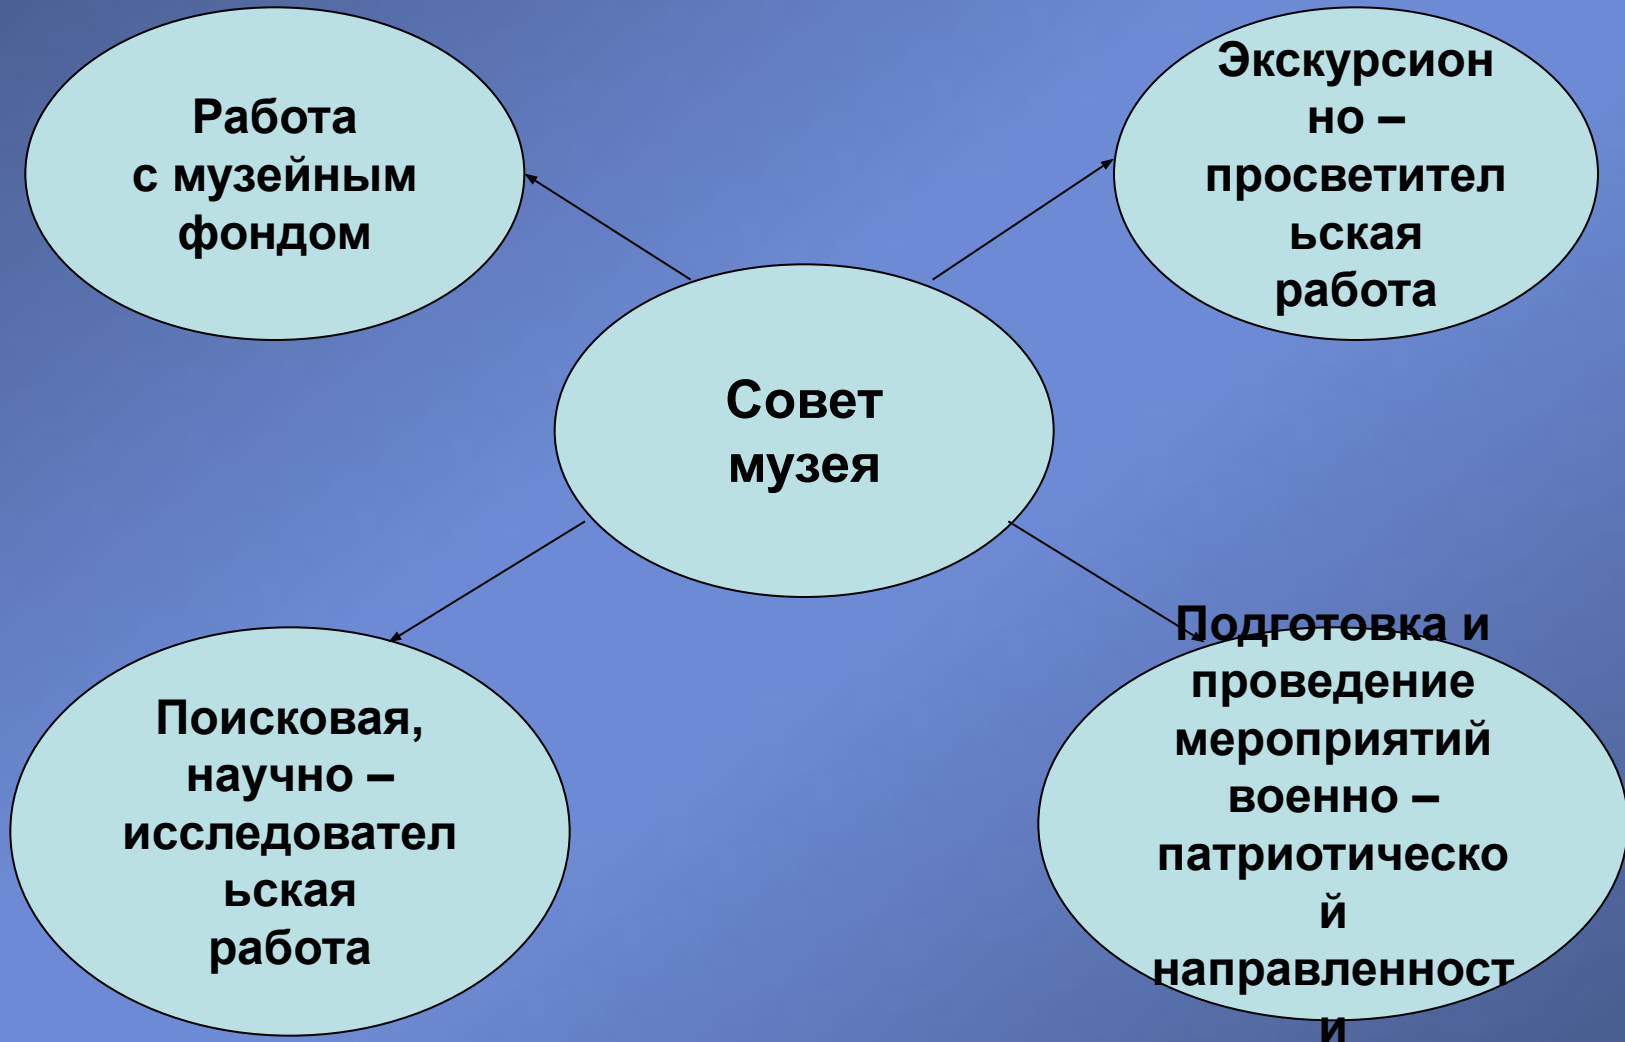 Работа
с музейным
фондом
Экскурсион
но –
просветител
ьская
работа
Совет
музея
Поисковая,
научно –
исследовател
ьская
работа
Подготовка и
проведение
мероприятий
военно –
патриотическо
й
направленност
и